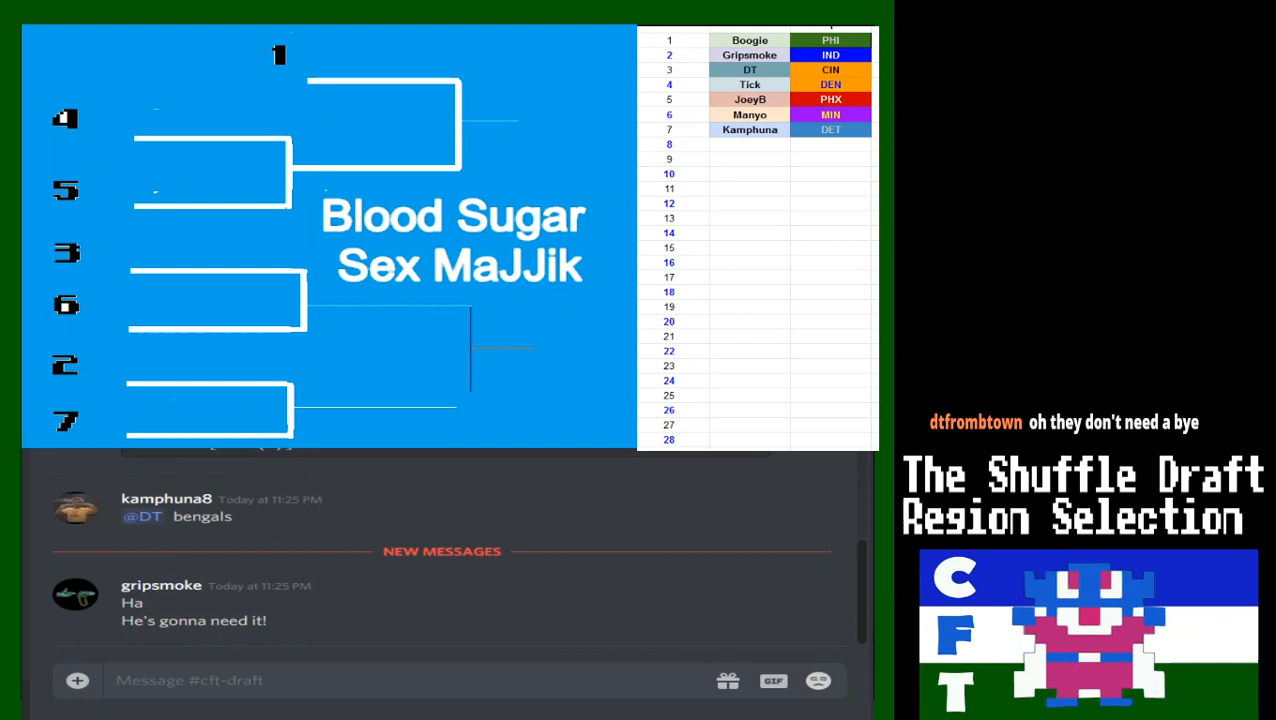 1
4
5
3
6
2
7
Blood Sugar
Sex MaJJik
1 Boogie PHI
2 Gripsmoke IND
3 DT CIN
4 Tick DEN
5 JoeyB PHX
6 Manyo MIN
7 Kamphuna DET
8
9
10
11
12
13
14
15
16
17
18
19
20
21
22
23
24
25
26
27
28
kamphuna8 Today at 11:25 PM
@DT bengals
NEW MESSAGES
gripsmoke Today at 11:25 PM
Ha
He's gonna need it!
Message #cft-draft
GIF
dtfrombtown oh they don't need a bye
The Shuffle Draft
Region Selection
C
F
T